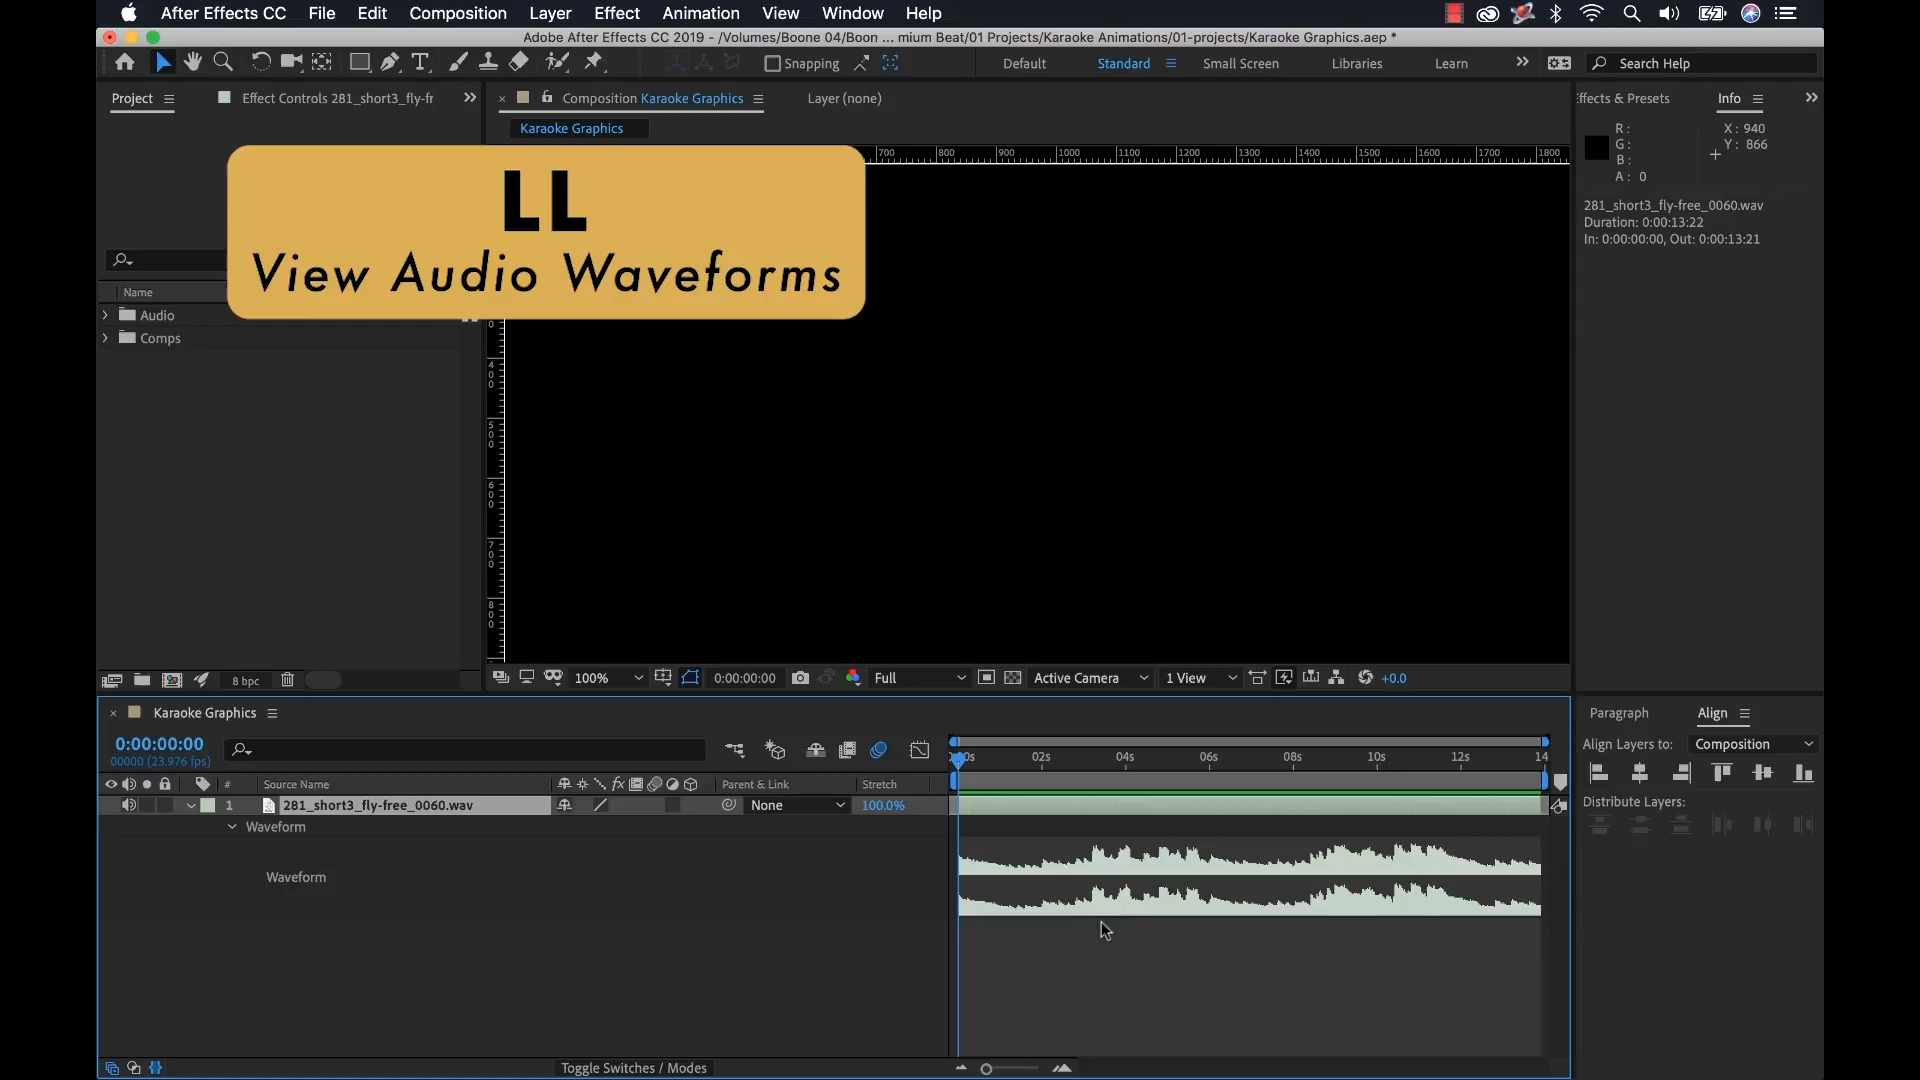 After Effects CC File Edit Composition Layer Effect Animation View Window Help
Adobe After Effects CC 2019 - /Volumes/Boone 04/Boon ... mium Beat/01 Projects/Karaoke Animations/01-projects/Karaoke Graphics.aep *
Snapping Default Standard Small Screen Libraries Learn Search Help
Project Effect Controls 281_short3_fly-fr Composition Karaoke Graphics Layer (none) Effects & Presets Info
Karaoke Graphics
R: X: 940
G: Y: 866
B:
A: 0
700 800 900 1000 1100 1200 1300 1400 1500 1600 1700 1800
LL
View Audio Waveforms
281_short3_fly-free_0060.wav
Duration: 0:00:13:22
In: 0:00:00:00, Out: 0:00:13:21
Name
Audio
Comps
0
400
500
600
700
800
8 bpc 100% 0:00:00:00 Full Active Camera 1 View +0.0
Karaoke Graphics Paragraph Align
0:00:00:00
00000 (23.976 fps)
Align Layers to: Composition
:00s 02s 04s 06s 08s 10s 12s 14
# Source Name fx Parent & Link Stretch
1 281_short3_fly-free_0060.wav None 100.0%
Distribute Layers:
Waveform
Waveform
Toggle Switches / Modes